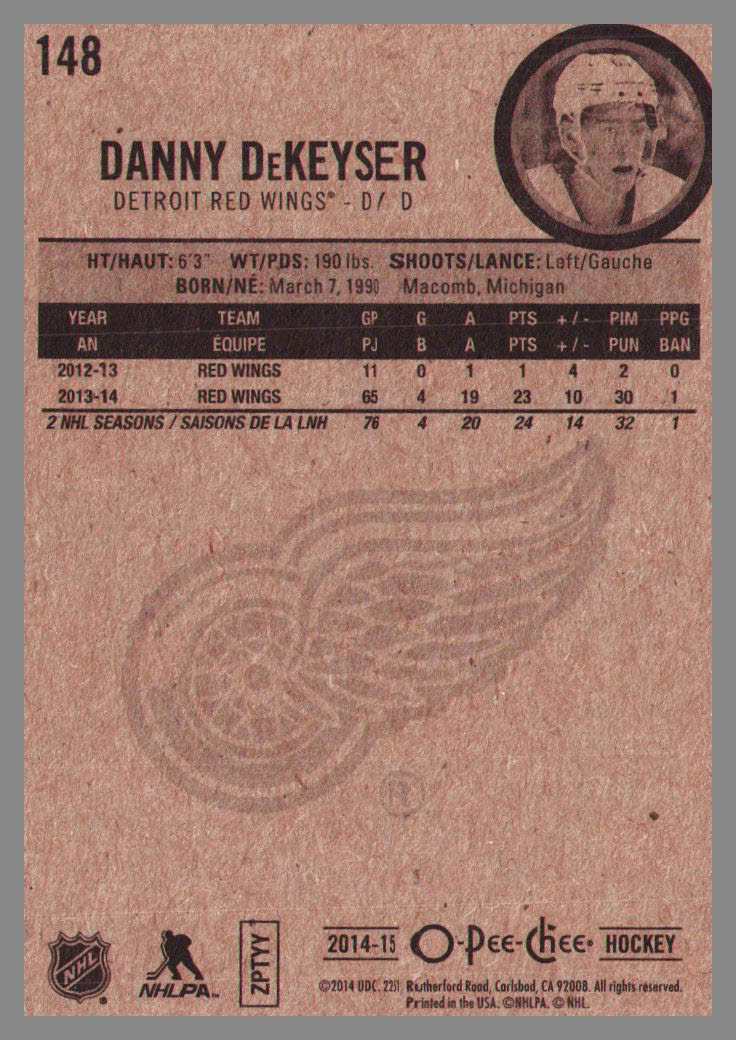 148
DANNY DeKEYSER
DETROIT RED WINGS® - D / D
HT/HAUT: 6'3" WT/PDS: 190 lbs. SHOOTS/LANCE: Left/Gauche
BORN/NÉ: March 7, 1990 Macomb, Michigan
YEAR TEAM GP G A PTS +/- PIM PPG
AN ÉQUIPE PJ B A PTS +/- PUN BAN
2012-13 RED WINGS 11 0 1 1 4 2 0
2013-14 RED WINGS 65 4 19 23 10 30 1
2 NHL SEASONS / SAISONS DE LA LNH 76 4 20 24 14 32 1
®
NHL ®
NHLPA™
ZPTYY
2014-15 O-Pee-Chee® HOCKEY
©2014 UDC. 2251 Rutherford Road, Carlsbad, CA 92008. All rights reserved.
Printed in the USA. ©NHLPA. © NHL.